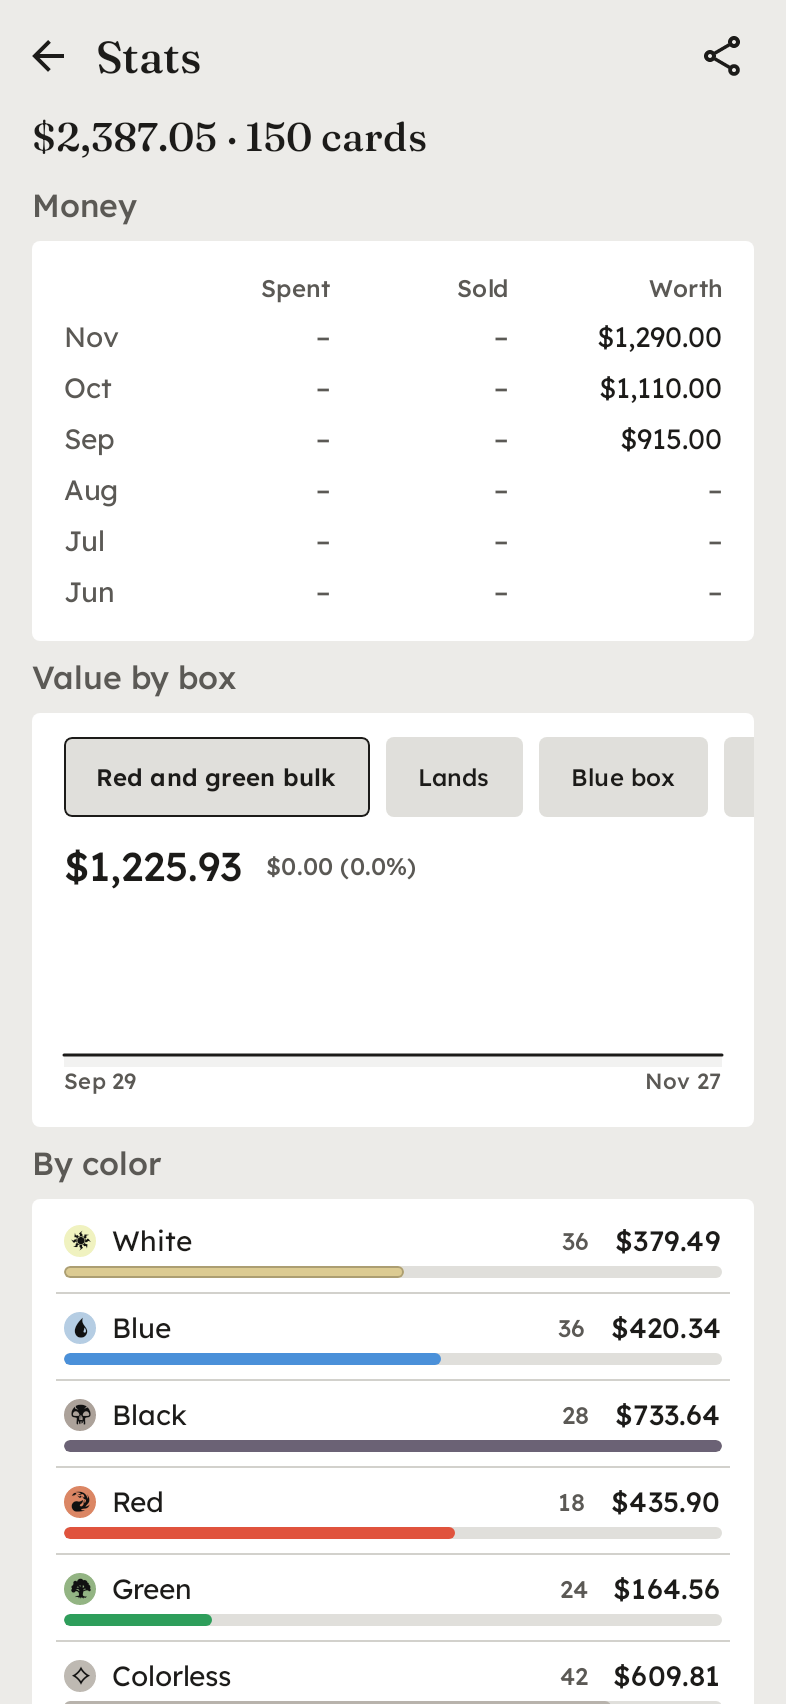 Stats
$2,387.05 · 150 cards
Money
Spent Sold Worth
Nov – – $1,290.00
Oct – – $1,110.00
Sep – – $915.00
Aug – – –
Jul – – –
Jun – – –
Value by box
Red and green bulk Lands Blue box
$1,225.93 $0.00 (0.0%)
Sep 29 Nov 27
By color
White 36 $379.49
Blue 36 $420.34
Black 28 $733.64
Red 18 $435.90
Green 24 $164.56
Colorless 42 $609.81